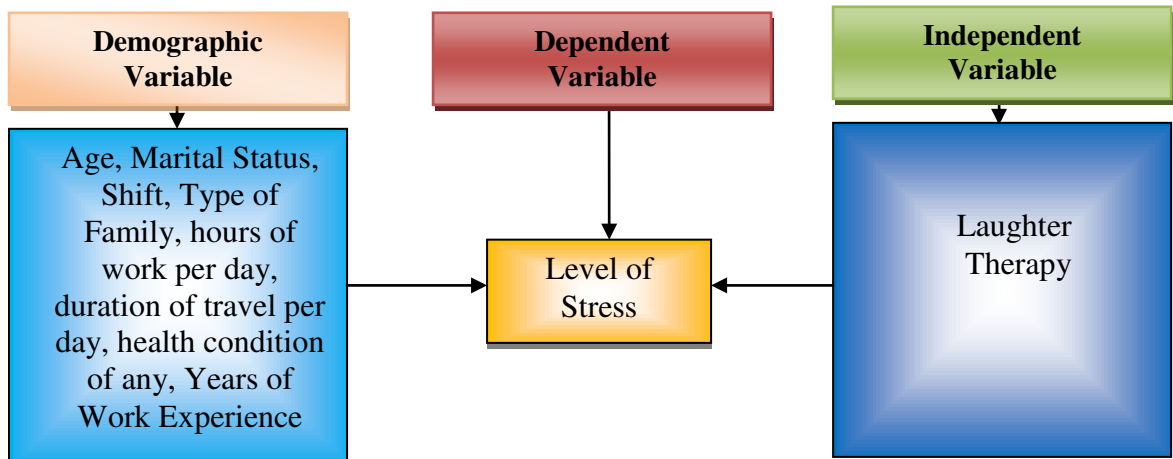 Demographic
Variable
Dependent
Variable
Independent
Variable
Age, Marital Status,
Shift, Type of
Family, hours of
work per day,
duration of travel per
day, health condition
of any, Years of
Work Experience
Level of
Stress
Laughter
Therapy